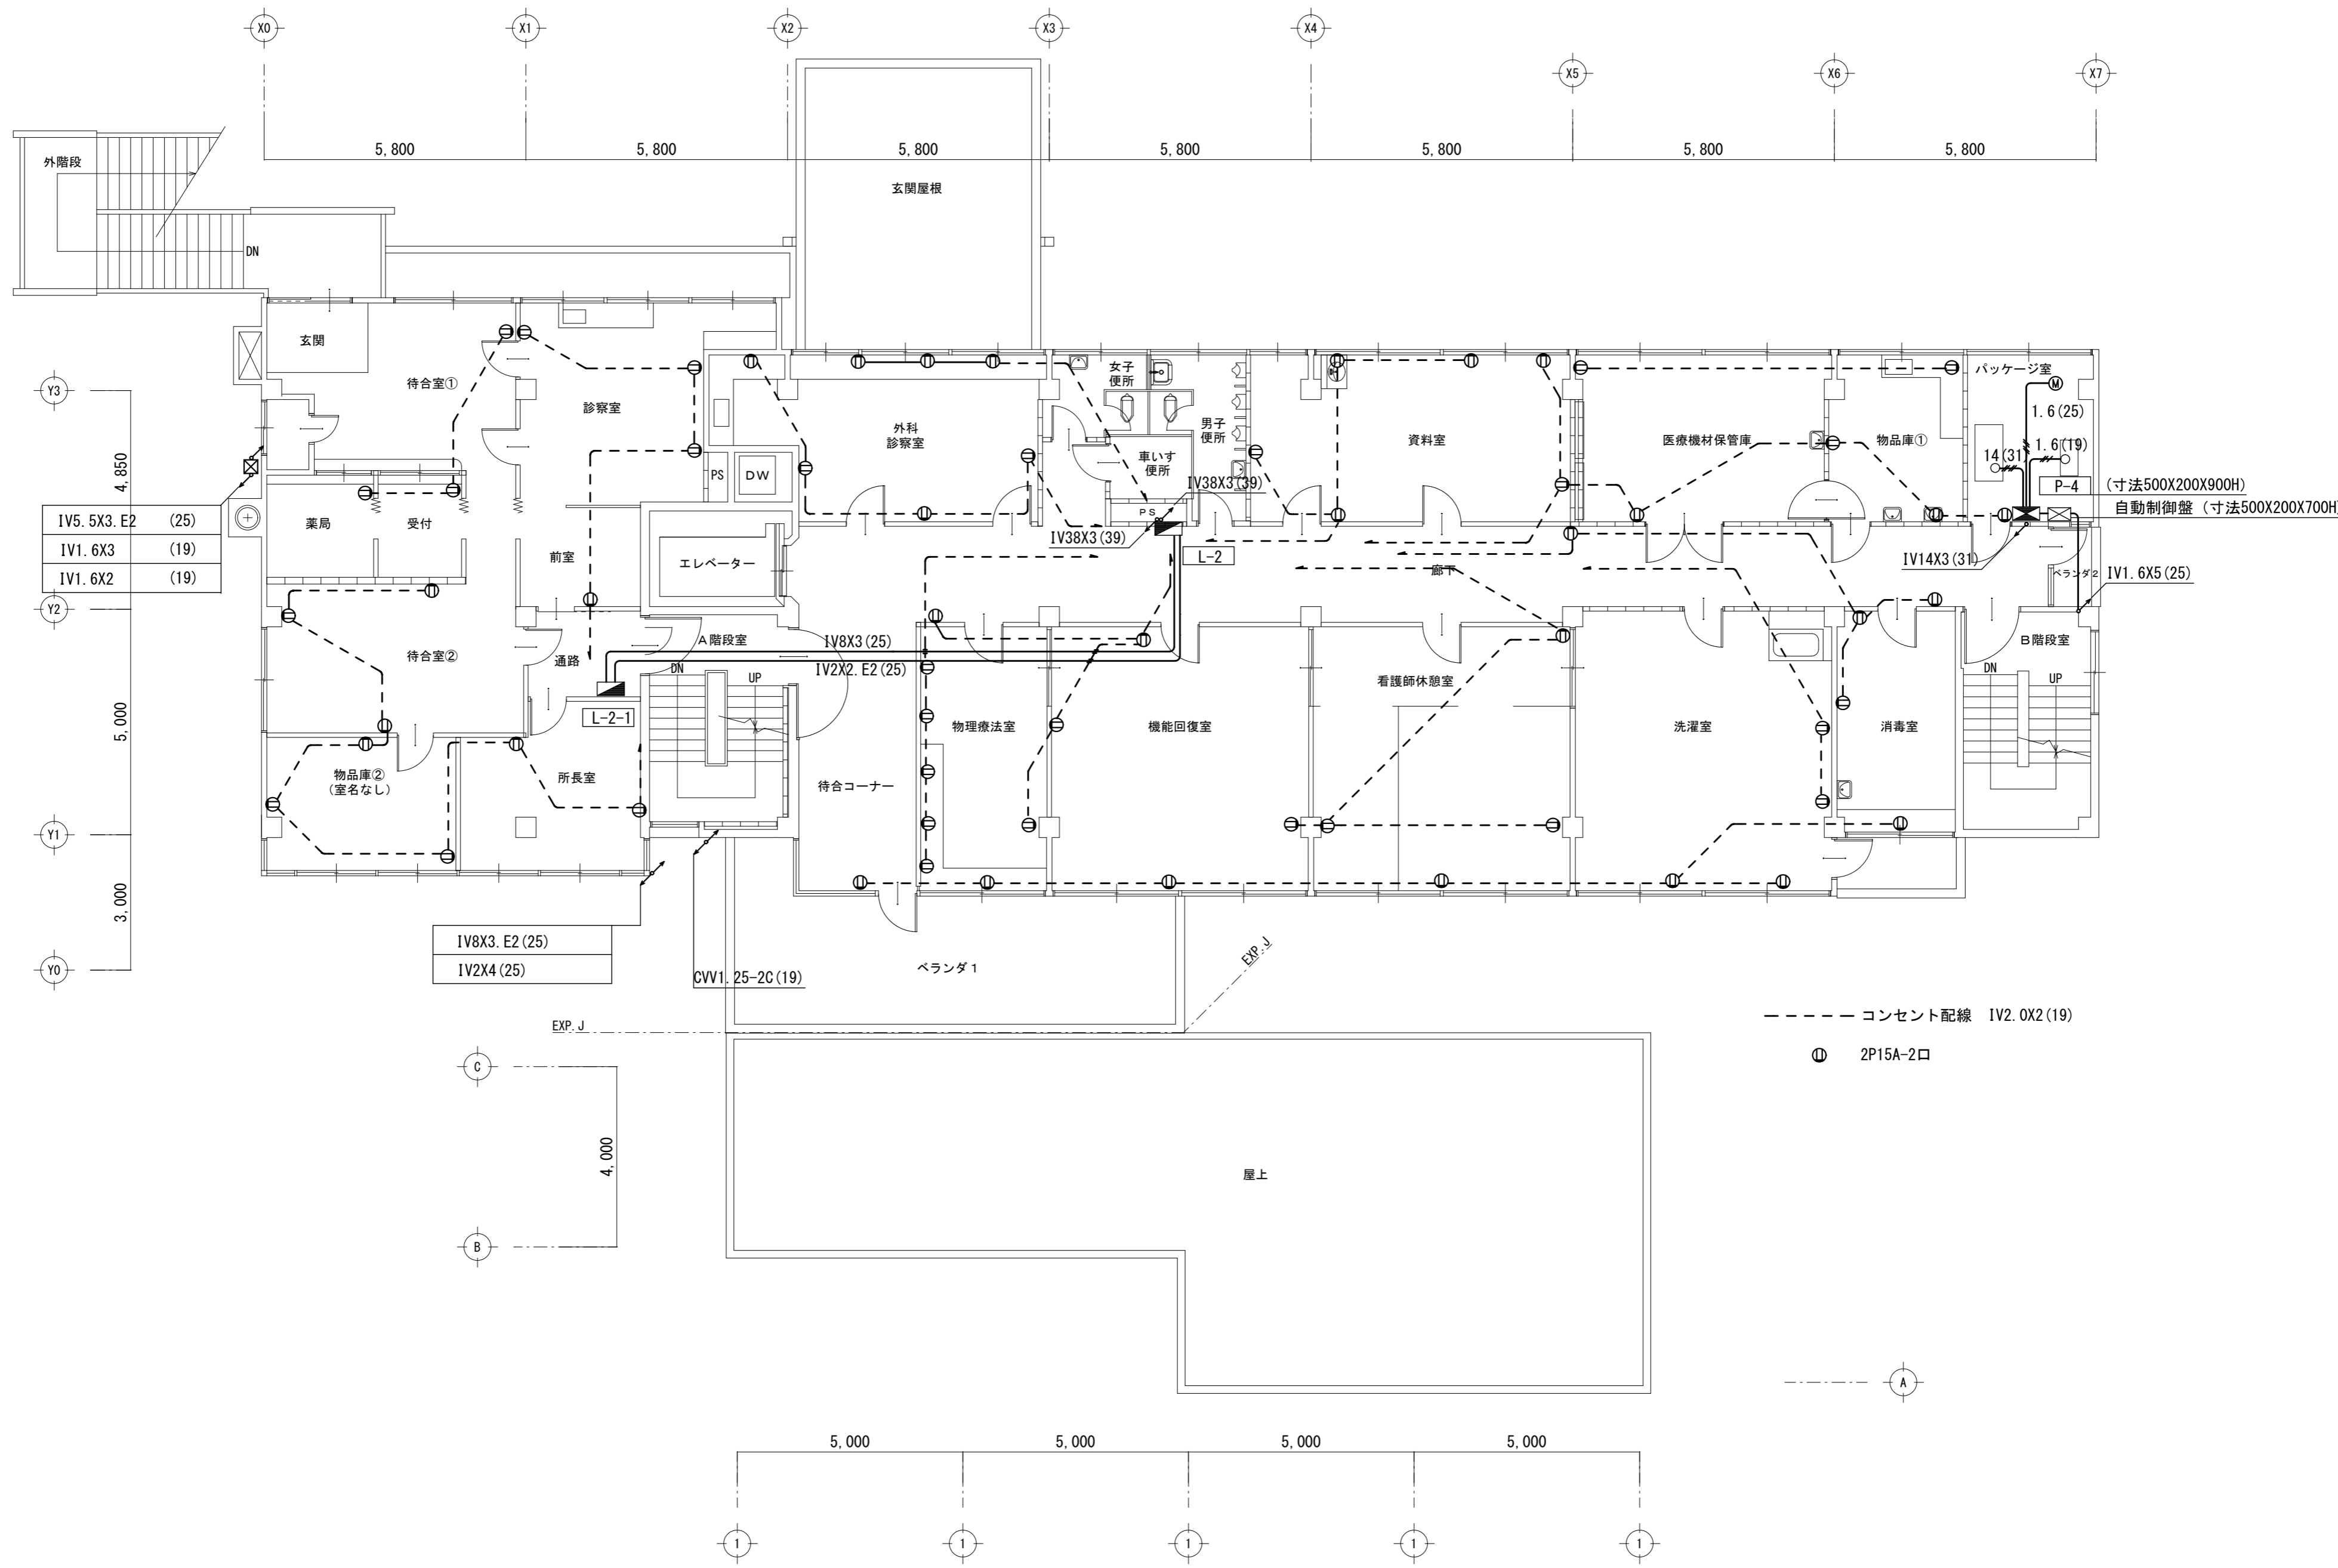 X0
X1
X2
X3
X4
X5
X6
X7
5,800
5,800
5,800
5,800
5,800
5,800
5,800
外階段
DN
玄関屋根
玄関
待合室①
診察室
外科
診察室
女子
便所
男子
便所
車いす
便所
PS
資料室
医療機材保管庫
物品庫①
パッケージ室
M
1.6(25)
1.6(19)
14(31)
P-4
(寸法500X200X900H)
自動制御盤(寸法500X200X700H)
Y3
4,850
PS
DW
薬局
受付
前室
エレベーター
IV5.5X3.E2 (25)
IV1.6X3 (19)
IV1.6X2 (19)
IV38X3(39)
IV38X3(39)
L-2
廊下
IV14X3(31)
ベランダ2
IV1.6X5(25)
Y2
待合室②
通路
A階段室
DN
UP
IV8X3(25)
IV2X2.E2(25)
L-2-1
物理療法室
機能回復室
看護師休憩室
洗濯室
消毒室
B階段室
DN
UP
5,000
物品庫②
(室名なし)
所長室
待合コーナー
Y1
3,000
Y0
IV8X3.E2(25)
IV2X4(25)
CVV1.25-2C(19)
ベランダ1
EXP.J
EXP.J
コンセント配線 IV2.0X2(19)
2P15A-2口
C
4,000
B
屋上
A
5,000
5,000
5,000
5,000
1
1
1
1
1